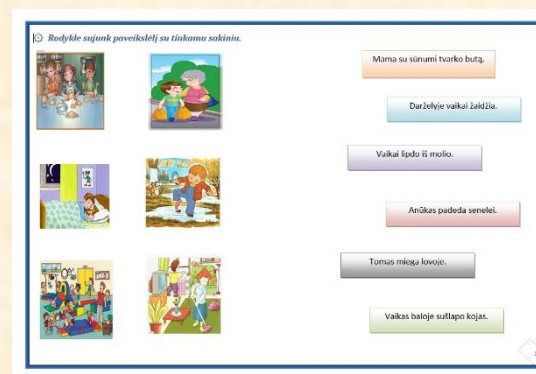 Rodykle sujunk paveikslėlį su tinkamu sakiniu.
Mama su sūnumi tvarko butą.
Darželyje vaikai žaidžia.
Vaikai lipdo iš molio.
Anūkas padeda senelei.
Tomas miega lovoje.
Vaikas baloje sušlapo kojas.